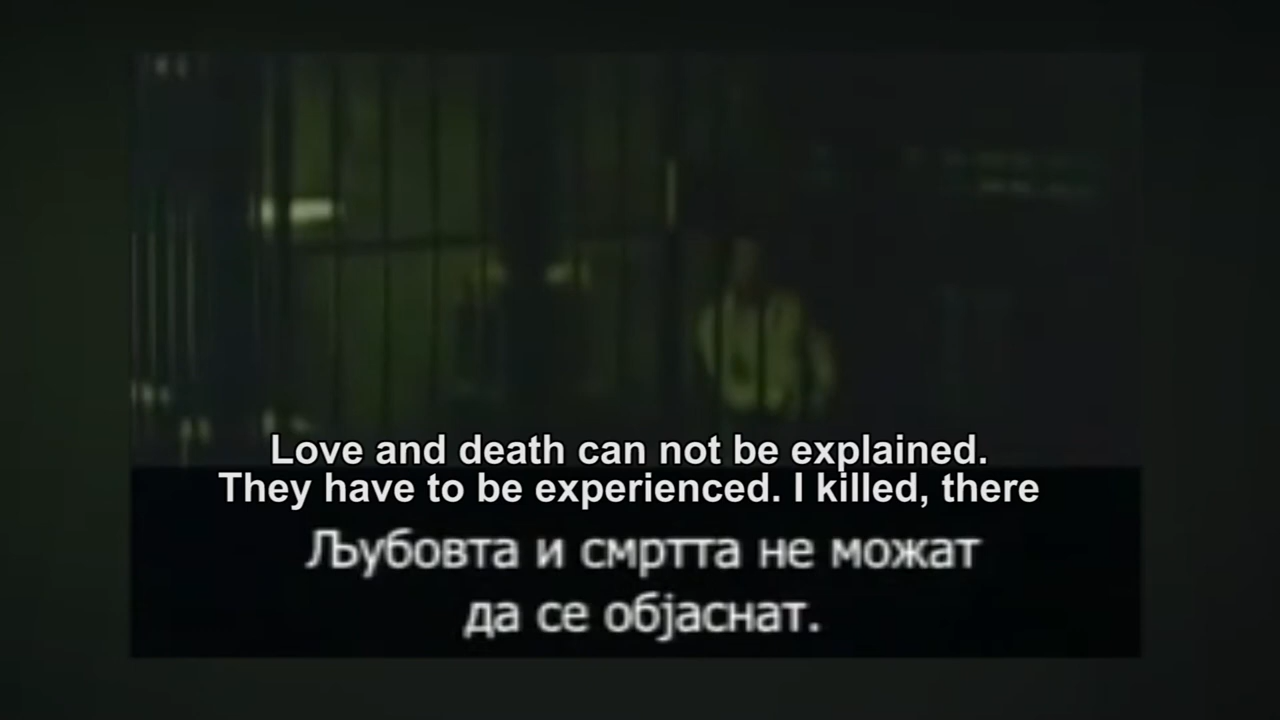 Love and death can not be explained.
They have to be experienced. I killed, there
Љубовта и смртта не можат
да се објаснат.